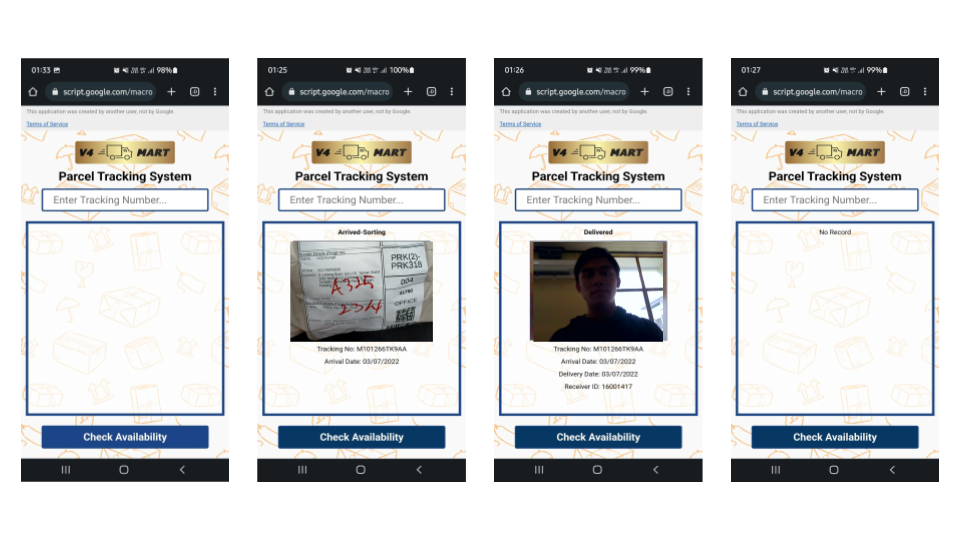 01:33
98%
script.google.com/macro
This application was created by another user, not by Google.
Terms of Service
V4 MART
Parcel Tracking System
Enter Tracking Number...
Check Availability
01:25
100%
script.google.com/macro
This application was created by another user, not by Google.
Terms of Service
V4 MART
Parcel Tracking System
Enter Tracking Number...
Arrived-Sorting
PRK(2)-
PRK318
004
OFFICE
A325
2314
Tracking No: M101266TK9AA
Arrival Date: 03/07/2022
Check Availability
01:26
99%
script.google.com/macro
This application was created by another user, not by Google.
Terms of Service
V4 MART
Parcel Tracking System
Enter Tracking Number...
Delivered
Tracking No: M101266TK9AA
Arrival Date: 03/07/2022
Delivery Date: 03/07/2022
Receiver ID: 16001417
Check Availability
01:27
99%
script.google.com/macro
This application was created by another user, not by Google.
Terms of Service
V4 MART
Parcel Tracking System
Enter Tracking Number...
No Record
Check Availability